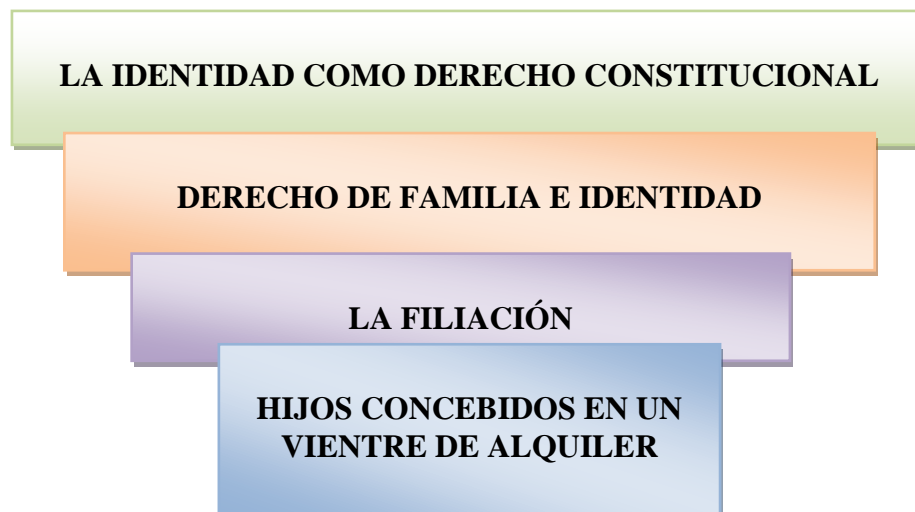 LA IDENTIDAD COMO DERECHO CONSTITUCIONAL
DERECHO DE FAMILIA E IDENTIDAD
LA FILIACIÓN
HIJOS CONCEBIDOS EN UN
VIENTRE DE ALQUILER